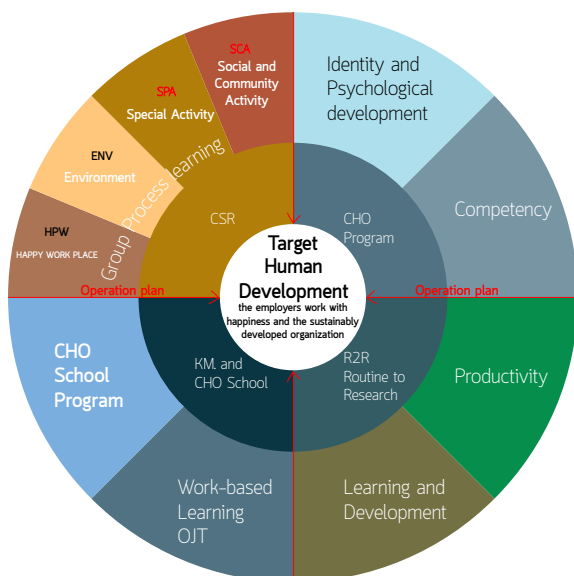 SCA
Social and
Community
Activity
SPA
Special Activity
ENV
Environment
HPW
HAPPY WORK PLACE
Group Process learning
Identity and
Psychological
development
Competency
CSR
CHO
Program
Target
Human
Development
the employers work with
happiness and the sustainably
developed organization
Operation plan
Operation plan
KM. and
CHO School
R2R
Routine to
Research
CHO
School
Program
Productivity
Work-based
Learning
OJT
Learning and
Development